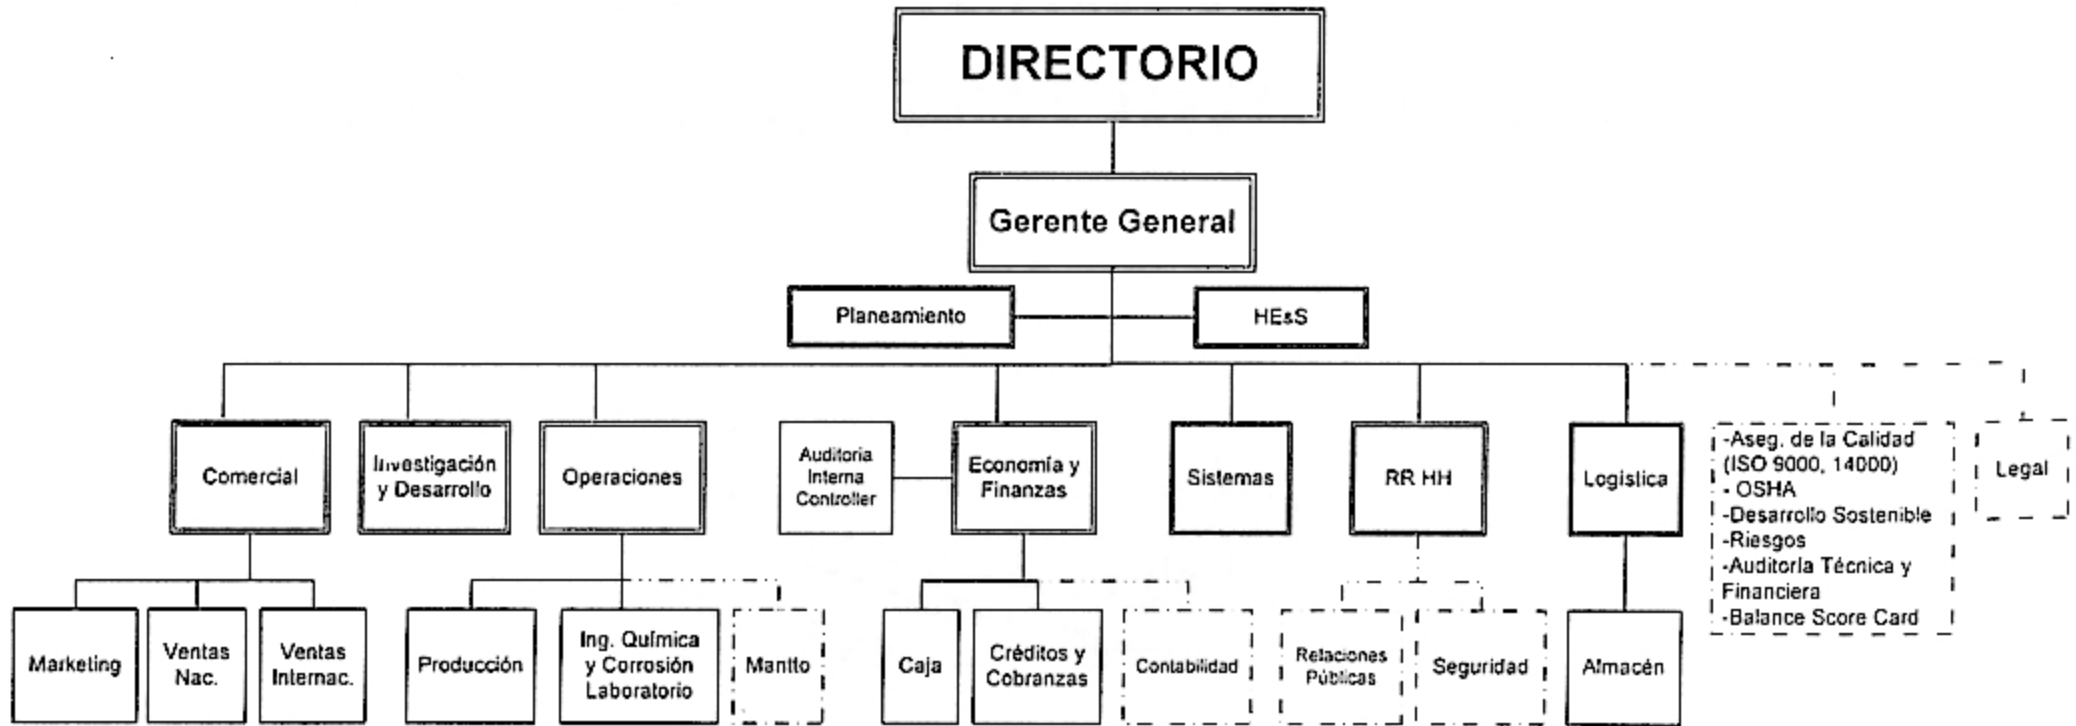 DIRECTORIO
Gerente General
Planeamiento
HE&S
Comercial
Investigación
y Desarrollo
Operaciones
Auditoria
Interna
Controller
Economía y
Finanzas
Sistemas
RR HH
Logística
-Aseg. de la Calidad
(ISO 9000, 14000)
- OSHA
-Desarrollo Sostenible
-Riesgos
-Auditoría Técnica y
Financiera
-Balance Score Card
Legal
Marketing
Ventas
Nac.
Ventas
Internac.
Producción
Ing. Química
y Corrosión
Laboratorio
Mantto
Caja
Créditos y
Cobranzas
Contabilidad
Relaciones
Públicas
Seguridad
Almacén